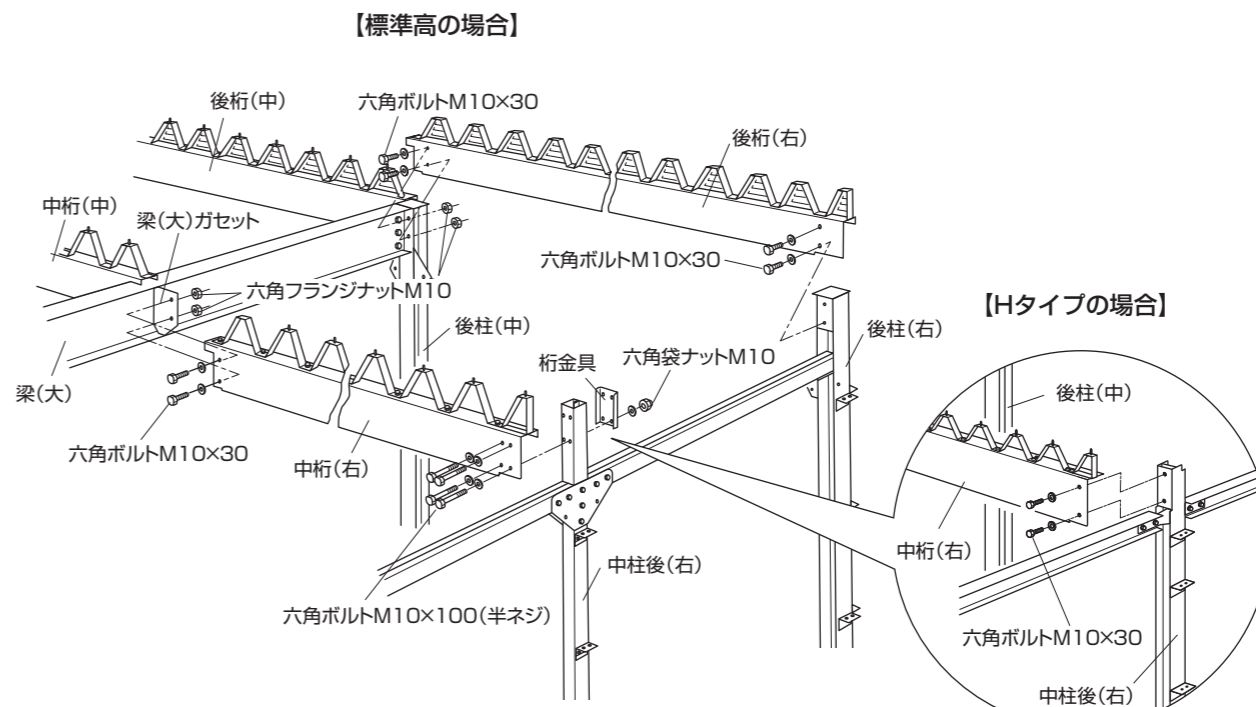 【標準高の場合】
後桁(中)
六角ボルトM10×30
後桁(右)
中桁(中)
梁(大)ガセット
六角ボルトM10×30
六角フランジナットM10
【Hタイプの場合】
後柱(中)
後柱(右)
桁金具
六角袋ナットM10
梁(大)
後柱(中)
六角ボルトM10×30
中桁(右)
中桁(右)
中柱後(右)
六角ボルトM10×100(半ネジ)
六角ボルトM10×30
中柱後(右)